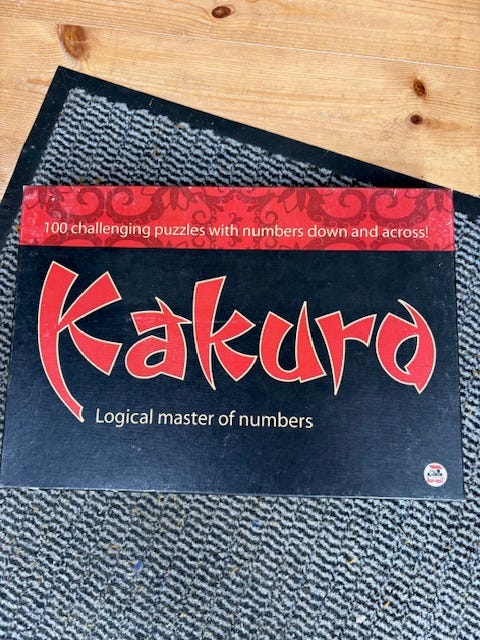 100 challenging puzzles with numbers down and across!
Kakuro
Logical master of numbers